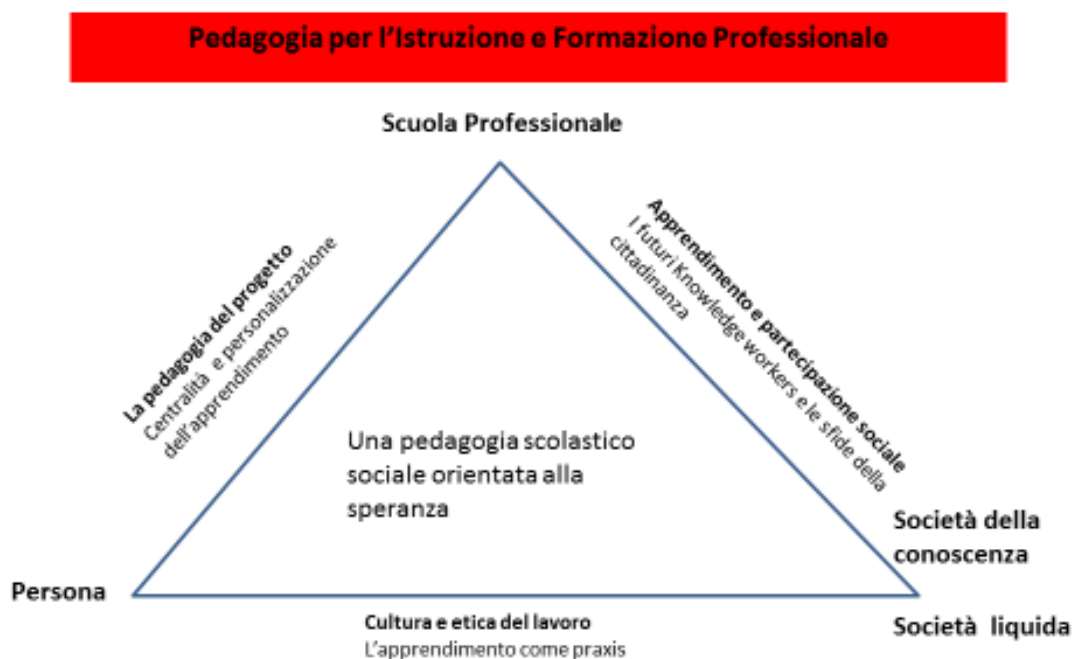 Pedagogia per l'Istruzione e Formazione Professionale
Scuola Professionale
La pedagogia del progetto
Centralità e personalizzazione
dell'apprendimento
Apprendimento e partecipazione sociale
I futuri Knowledge workers e le sfide della
cittadinanza
Una pedagogia scolastico
sociale orientata alla
speranza
Società della
conoscenza
Persona
Società liquida
Cultura e etica del lavoro
L'apprendimento come praxis